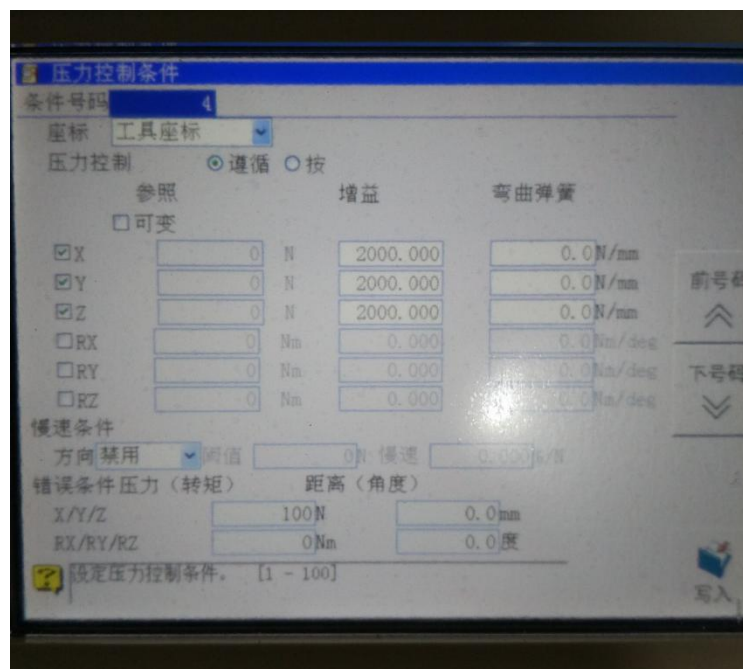 压力控制条件
条件号码 4
座标 工具座标
压力控制 遵循 按
参照 增益 弯曲弹簧
可变
X 0 N 2000.000 0.0 N/mm
Y 0 N 2000.000 0.0 N/mm
Z 0 N 2000.000 0.0 N/mm
RX 0 Nm 0.000 0.0 Nm/deg
RY 0 Nm 0.000 0.0 Nm/deg
RZ 0 Nm 0.000 0.0 Nm/deg
前号码
下号码
慢速条件
方向 禁用 阈值 0 N 慢速 0.000
错误条件 压力（转矩） 距离（角度）
X/Y/Z 100 N 0.0 mm
RX/RY/RZ 0 Nm 0.0 度
设定压力控制条件。 [1 - 100]
写入